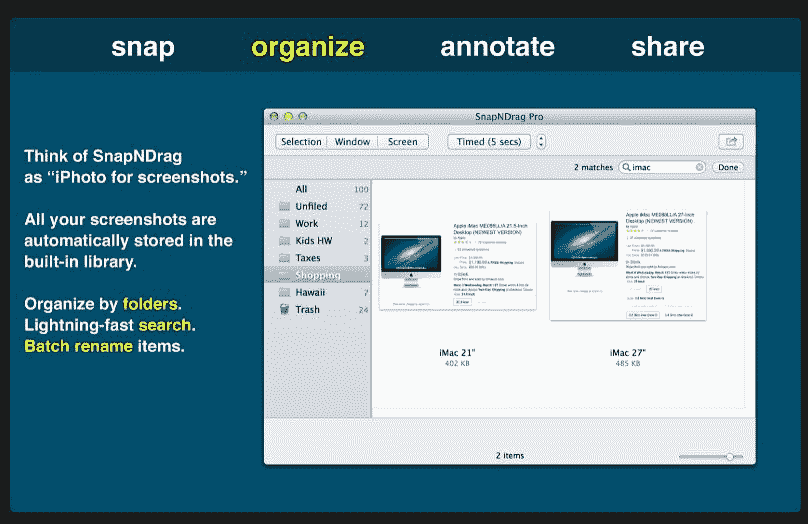 snap organize annotate share
Think of SnapNDrag
as “iPhoto for screenshots.”
All your screenshots are
automatically stored in the
built-in library.
Organize by folders.
Lightning-fast search.
Batch rename items.
SnapNDrag Pro
Selection Window Screen Timed (5 secs)
2 matches imac Done
All 100
Unfiled 72
Work 12
Kids HW 2
Taxes 3
Shopping
Hawaii 7
Trash 24
Apple iMac 21.5-Inch
Desktop (NEWEST VERSION)
Apple iMac 27-Inch
Desktop (NEWEST VERSION)
iMac 21"
402 KB
iMac 27"
485 KB
2 items